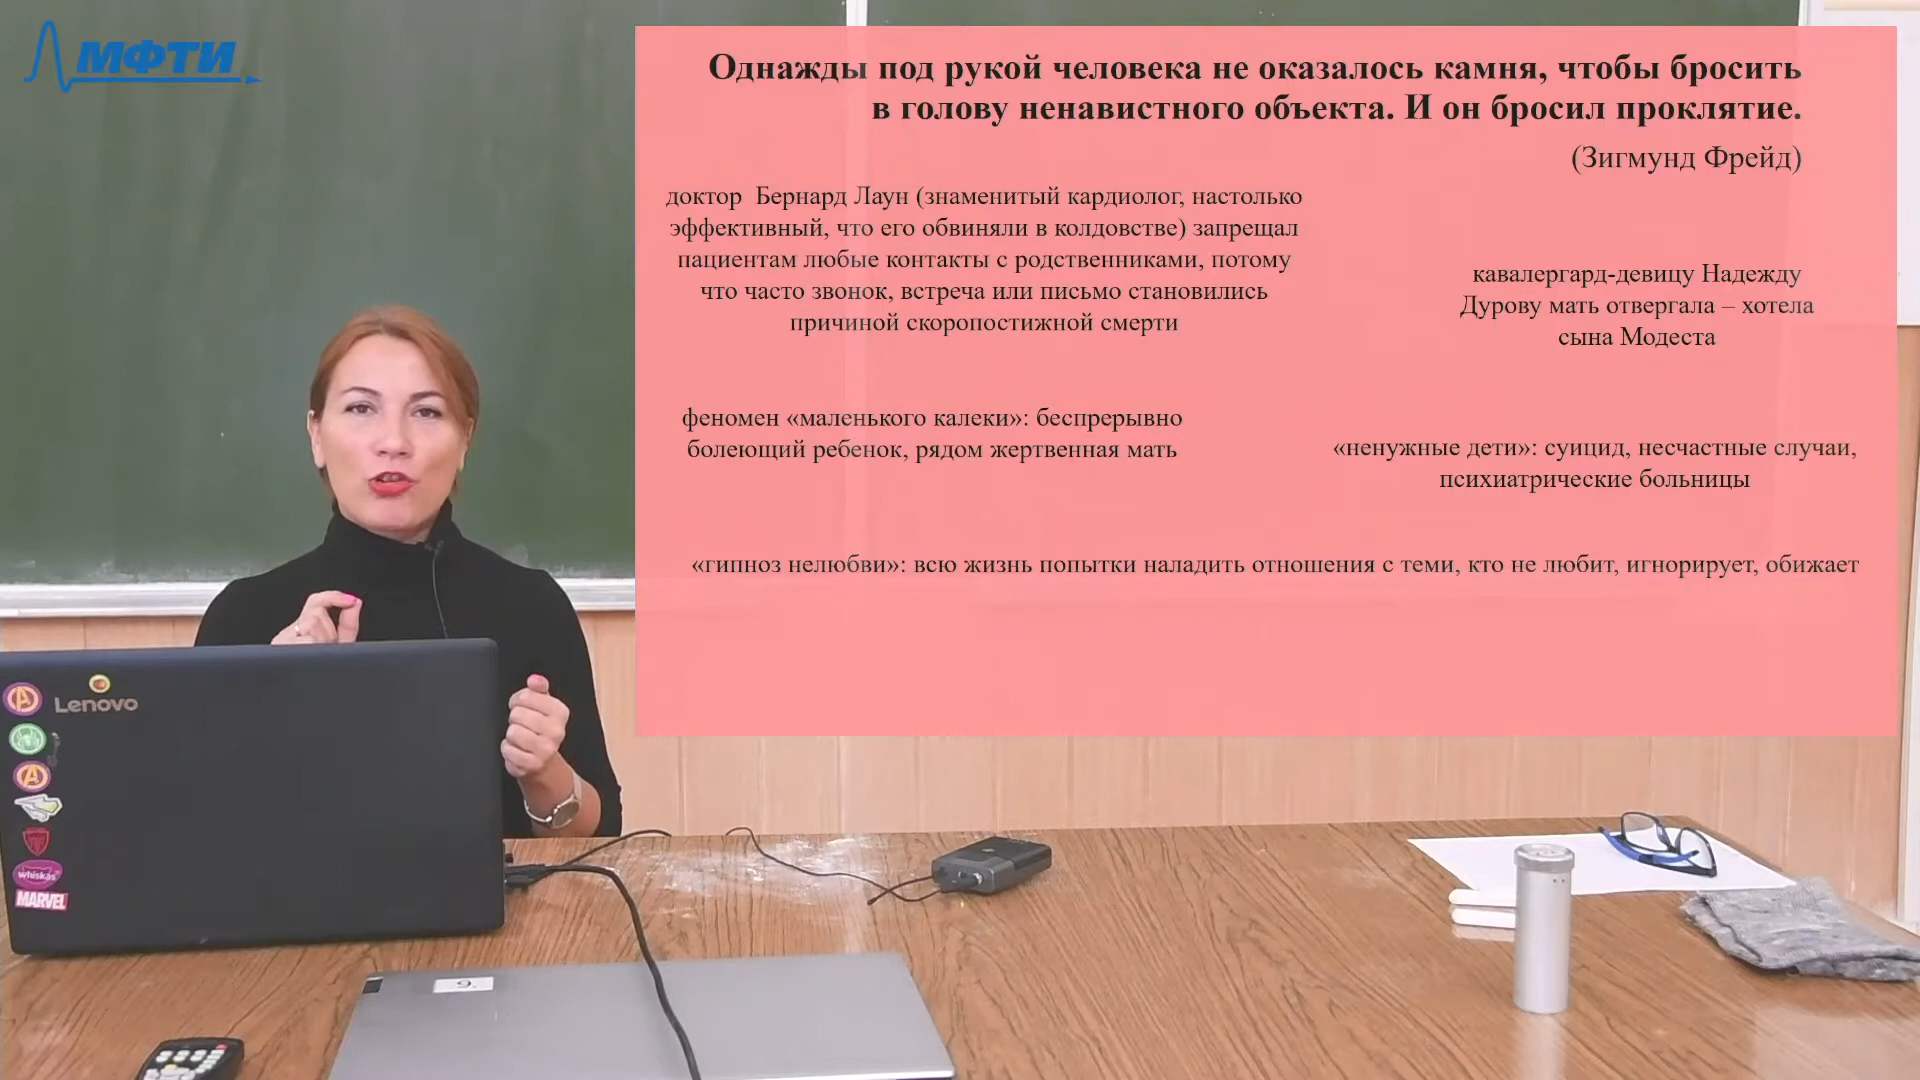 МФТИ
Однажды под рукой человека не оказалось камня, чтобы бросить
в голову ненавистного объекта. И он бросил проклятие.
(Зигмунд Фрейд)
доктор Бернард Лаун (знаменитый кардиолог, настолько
эффективный, что его обвиняли в колдовстве) запрещал
пациентам любые контакты с родственниками, потому
что часто звонок, встреча или письмо становились
причиной скоропостижной смерти
кавалергард-девицу Надежду
Дурову мать отвергала – хотела
сына Модеста
феномен «маленького калеки»: беспрерывно
болеющий ребенок, рядом жертвенная мать
«ненужные дети»: суицид, несчастные случаи,
психиатрические больницы
«гипноз нелюбви»: всю жизнь попытки наладить отношения с теми, кто не любит, игнорирует, обижает
Lenovo
whiskas
MARVEL
9.